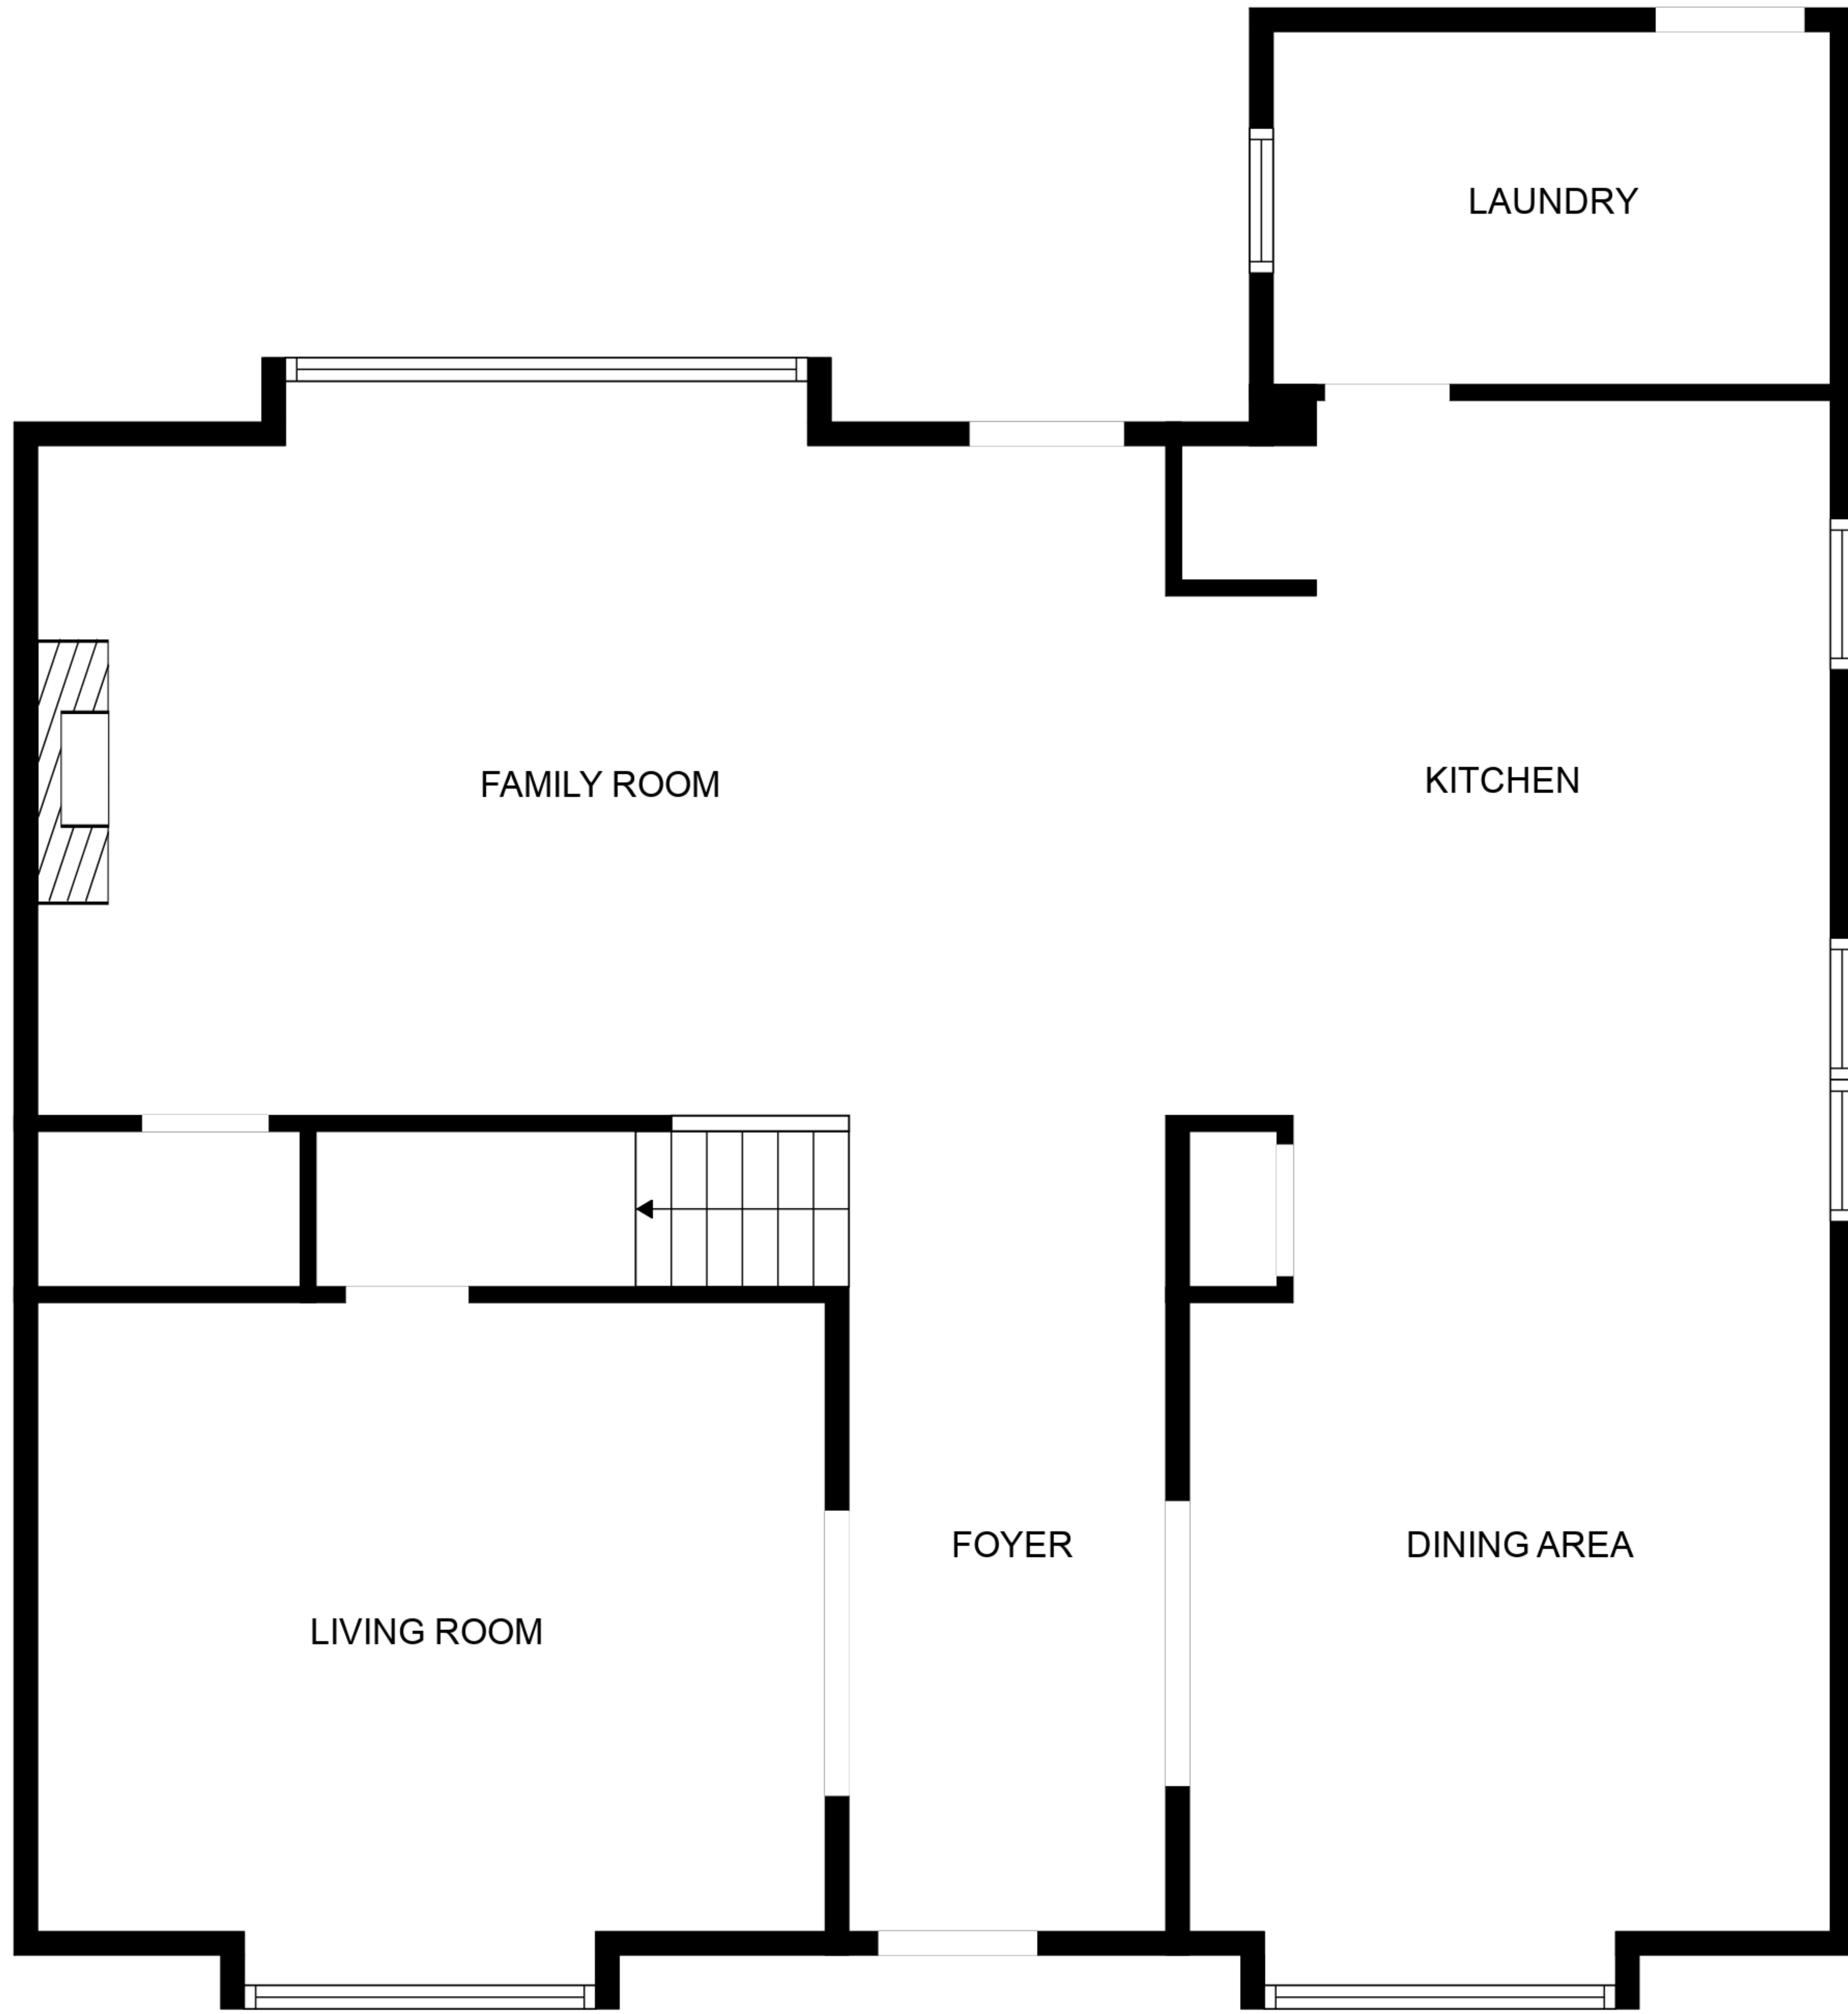 LAUNDRY
FAMILY ROOM
KITCHEN
FOYER
DINING AREA
LIVING ROOM